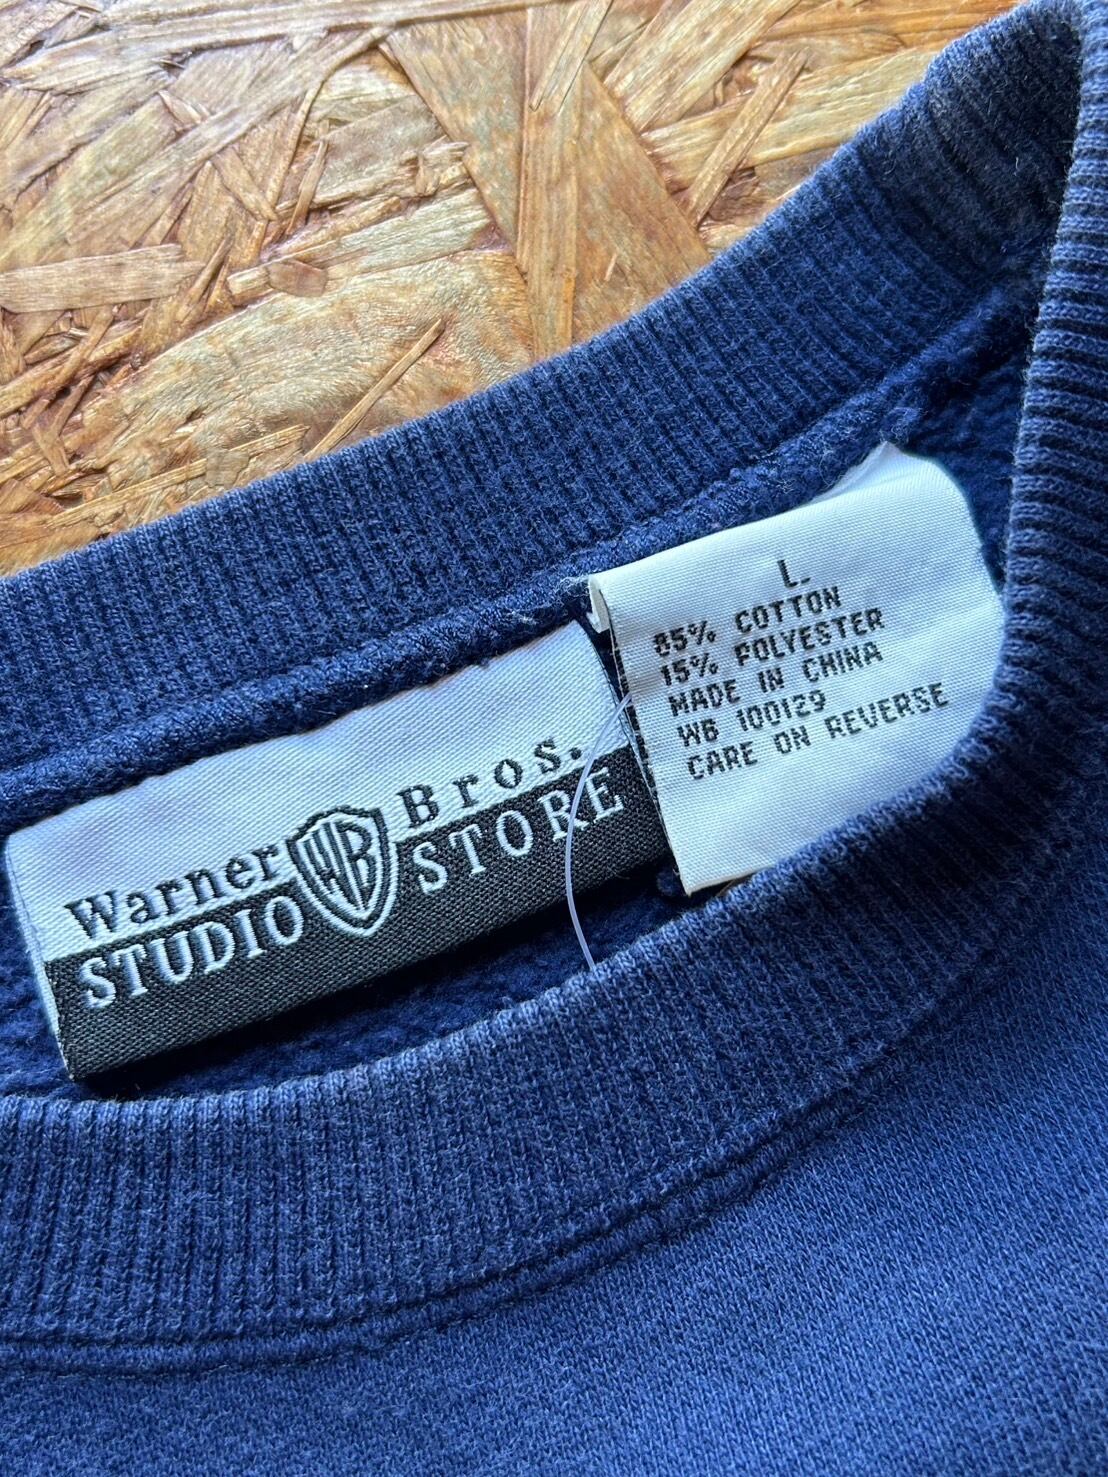 Warner Bros.
STUDIO STORE
WB
L.
85% COTTON
15% POLYESTER
MADE IN CHINA
WB 100129
CARE ON REVERSE